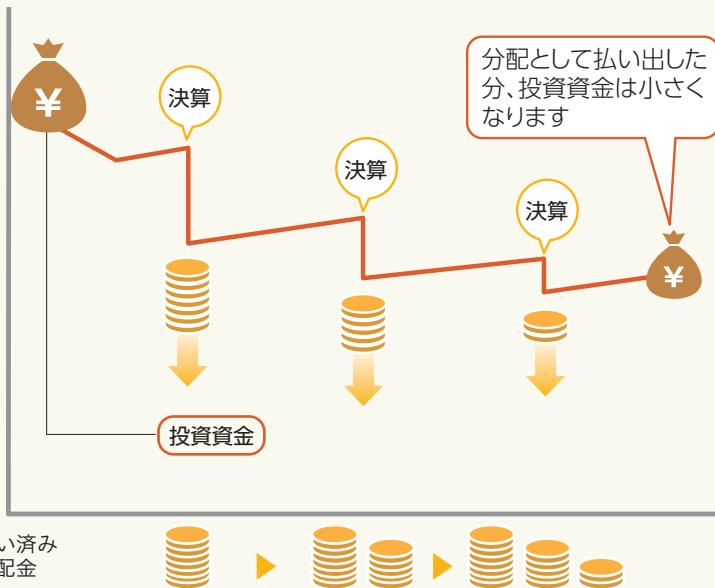 分配として払い出した
分、投資資金は小さく
なります
¥
決算
決算
決算
¥
投資資金
い済み
配金